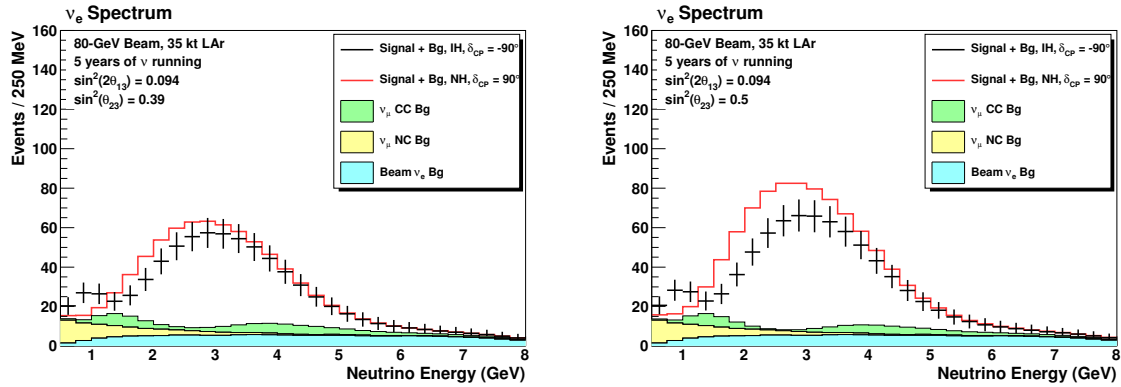 νe Spectrum
Events / 250 MeV
160
140
120
100
80
60
40
20
0
80-GeV Beam, 35 kt LAr
5 years of ν running
sin²(2θ13) = 0.094
sin²(θ23) = 0.39
Signal + Bg, IH, δCP = -90°
Signal + Bg, NH, δCP = 90°
νμ CC Bg
νμ NC Bg
Beam νe Bg
1 2 3 4 5 6 7 8
Neutrino Energy (GeV)
νe Spectrum
Events / 250 MeV
160
140
120
100
80
60
40
20
0
80-GeV Beam, 35 kt LAr
5 years of ν running
sin²(2θ13) = 0.094
sin²(θ23) = 0.5
Signal + Bg, IH, δCP = -90°
Signal + Bg, NH, δCP = 90°
νμ CC Bg
νμ NC Bg
Beam νe Bg
1 2 3 4 5 6 7 8
Neutrino Energy (GeV)